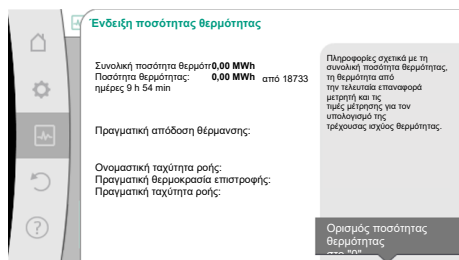 Ένδειξη ποσότητας θερμότητας
Συνολική ποσότητα θερμότητ 0,00 MWh
Ποσότητα θερμότητας: 0,00 MWh από 18733
ημέρες 9 h 54 min
Πραγματική απόδοση θέρμανσης:
Ονομαστική ταχύτητα ροής:
Πραγματική θερμοκρασία επιστροφής:
Πραγματική ταχύτητα ροής:
Πληροφορίες σχετικά με τη
συνολική ποσότητα θερμότητας,
τη θερμότητα από
την τελευταία επαναφορά
μετρητή και τις
τιμές μέτρησης για τον
υπολογισμό της
τρέχουσας ισχύος θερμότητας.
Ορισμός ποσότητας
θερμότητας
στο "0"